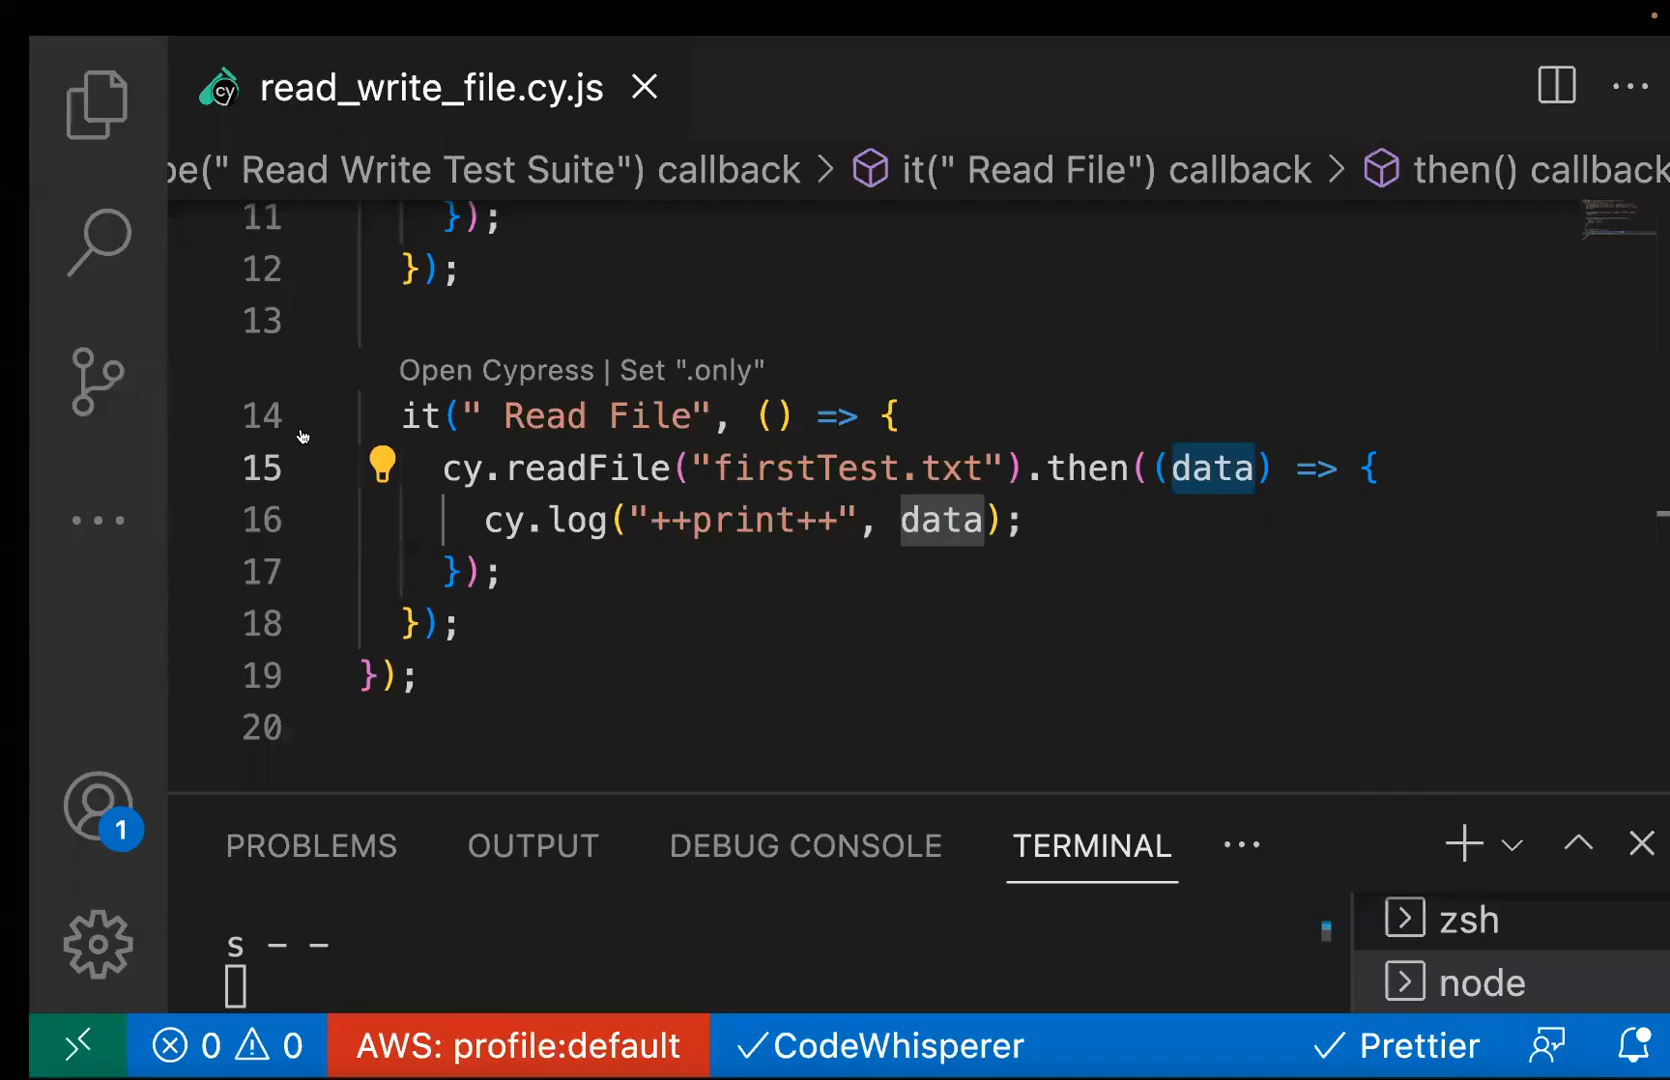 read_write_file.cy.js
be(" Read Write Test Suite") callback > it(" Read File") callback > then() callback
11 });
12 });
13
Open Cypress | Set ".only"
14 it(" Read File", () => {
15 cy.readFile("firstTest.txt").then((data) => {
16 cy.log("++print++", data);
17 });
18 });
19 });
20
1
PROBLEMS OUTPUT DEBUG CONSOLE TERMINAL ...
s - -
zsh
node
0 0 AWS: profile:default CodeWhisperer Prettier